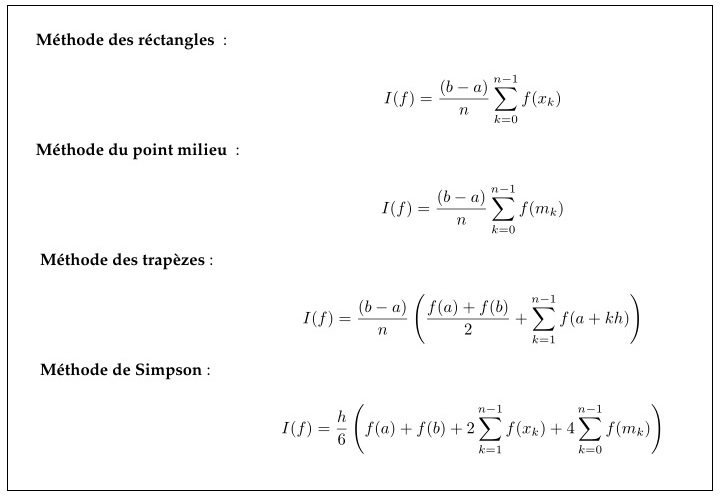 Méthode des réctangles :
I(f) = \frac{(b-a)}{n} \sum_{k=0}^{n-1} f(x_k)
Méthode du point milieu :
I(f) = \frac{(b-a)}{n} \sum_{k=0}^{n-1} f(m_k)
Méthode des trapèzes :
I(f) = \frac{(b-a)}{n} \left( \frac{f(a)+f(b)}{2} + \sum_{k=1}^{n-1} f(a+kh) \right)
Méthode de Simpson :
I(f) = \frac{h}{6} \left( f(a) + f(b) + 2 \sum_{k=1}^{n-1} f(x_k) + 4 \sum_{k=0}^{n-1} f(m_k) \right)